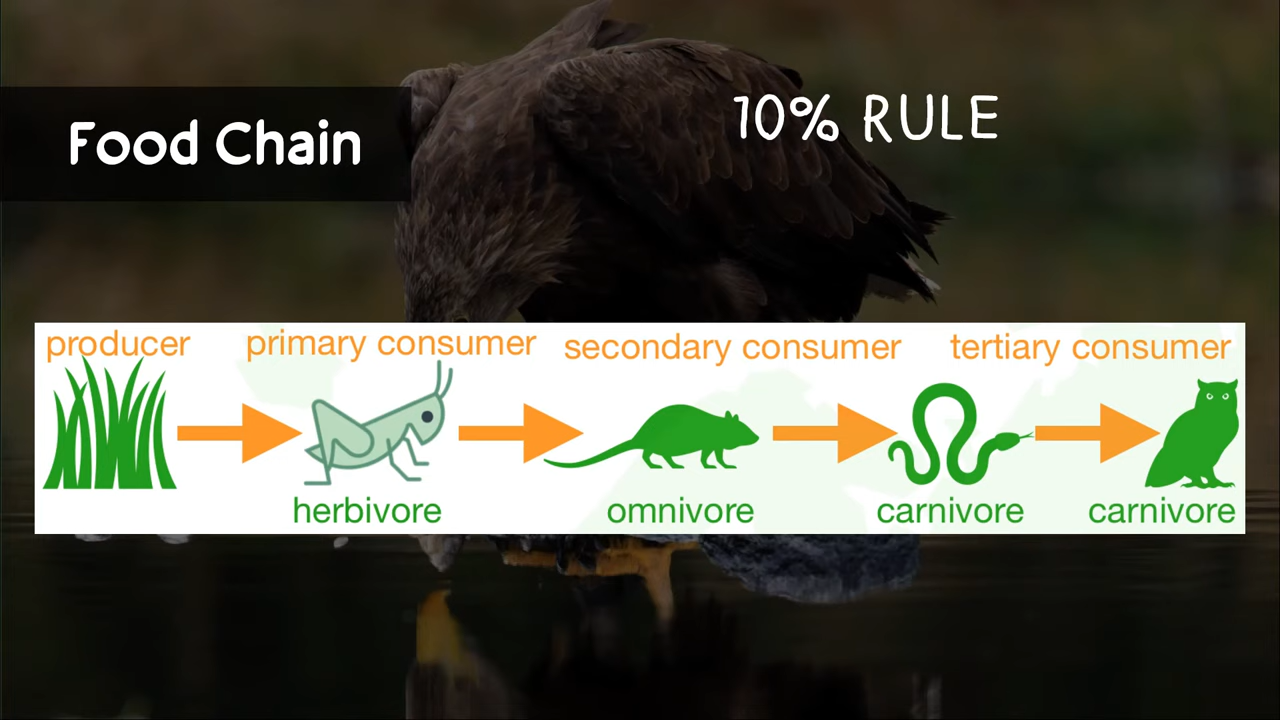 10% RULE
Food Chain
producer
primary consumer
secondary consumer
tertiary consumer
herbivore
omnivore
carnivore
carnivore